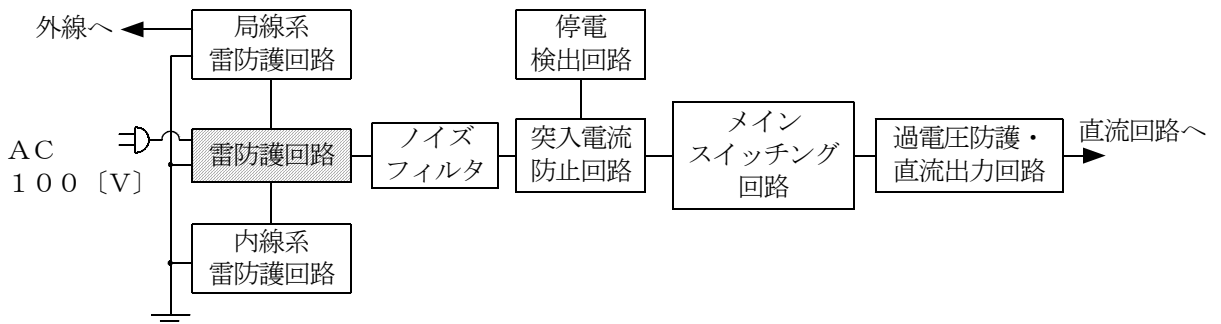 外線へ
局線系
雷防護回路
停電
検出回路
AC
100〔V〕
雷防護回路
ノイズ
フィルタ
突入電流
防止回路
メイン
スイッチング
回路
過電圧防護・
直流出力回路
直流回路へ
内線系
雷防護回路